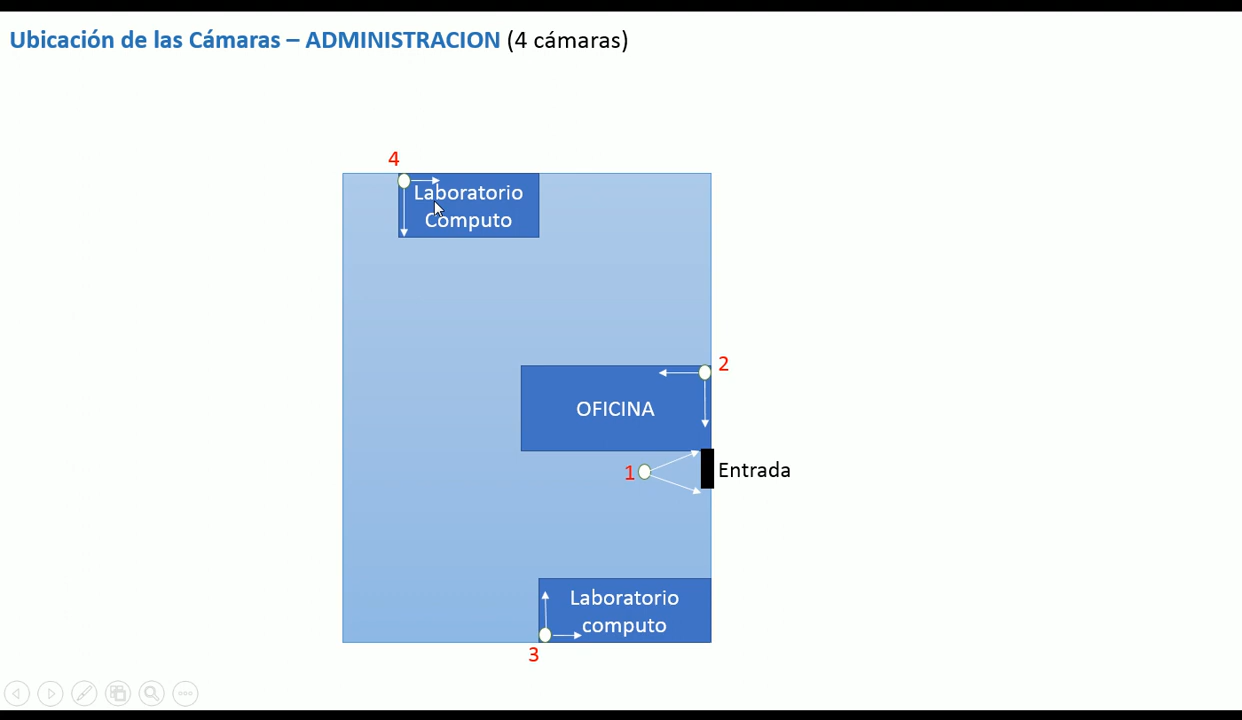 Ubicación de las Cámaras – ADMINISTRACION (4 cámaras)
4
Laboratorio
Computo
2
OFICINA
1
Entrada
Laboratorio
computo
3